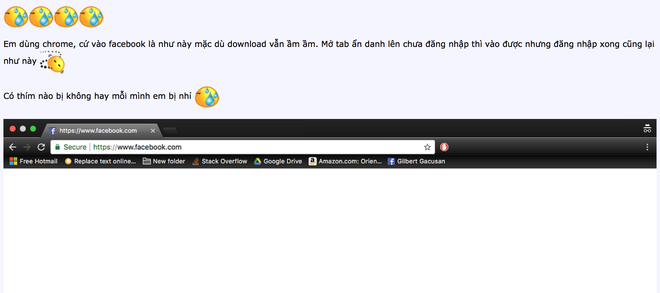 Em dùng chrome, cứ vào facebook là như này mặc dù download vẫn ầm ầm. Mở tab ẩn danh lên chưa đăng nhập thì vào được nhưng đăng nhập xong cũng lại
như này
Có thím nào bị không hay mỗi mình em bị nhỉ
https://www.facebook.com
Secure https://www.facebook.com
Free Hotmail Replace text online... New folder Stack Overflow Google Drive Amazon.com: Orien... Gilbert Gacusan